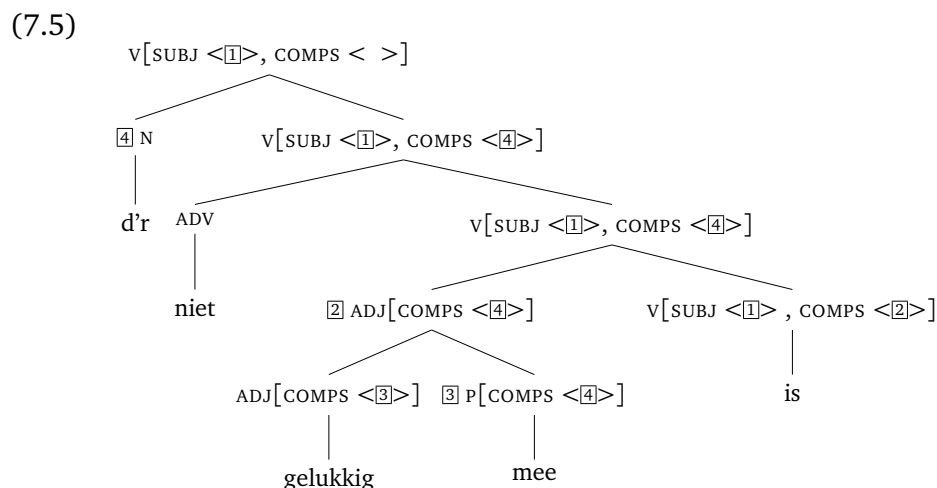 (7.5)
V[SUBJ <1>, COMPS < >]
4 N V[SUBJ <1>, COMPS <4>]
d'r ADV V[SUBJ <1>, COMPS <4>]
niet 2 ADJ[COMPS <4>] V[SUBJ <1> , COMPS <2>]
ADJ[COMPS <3>] 3 P[COMPS <4>] is
gelukkig mee